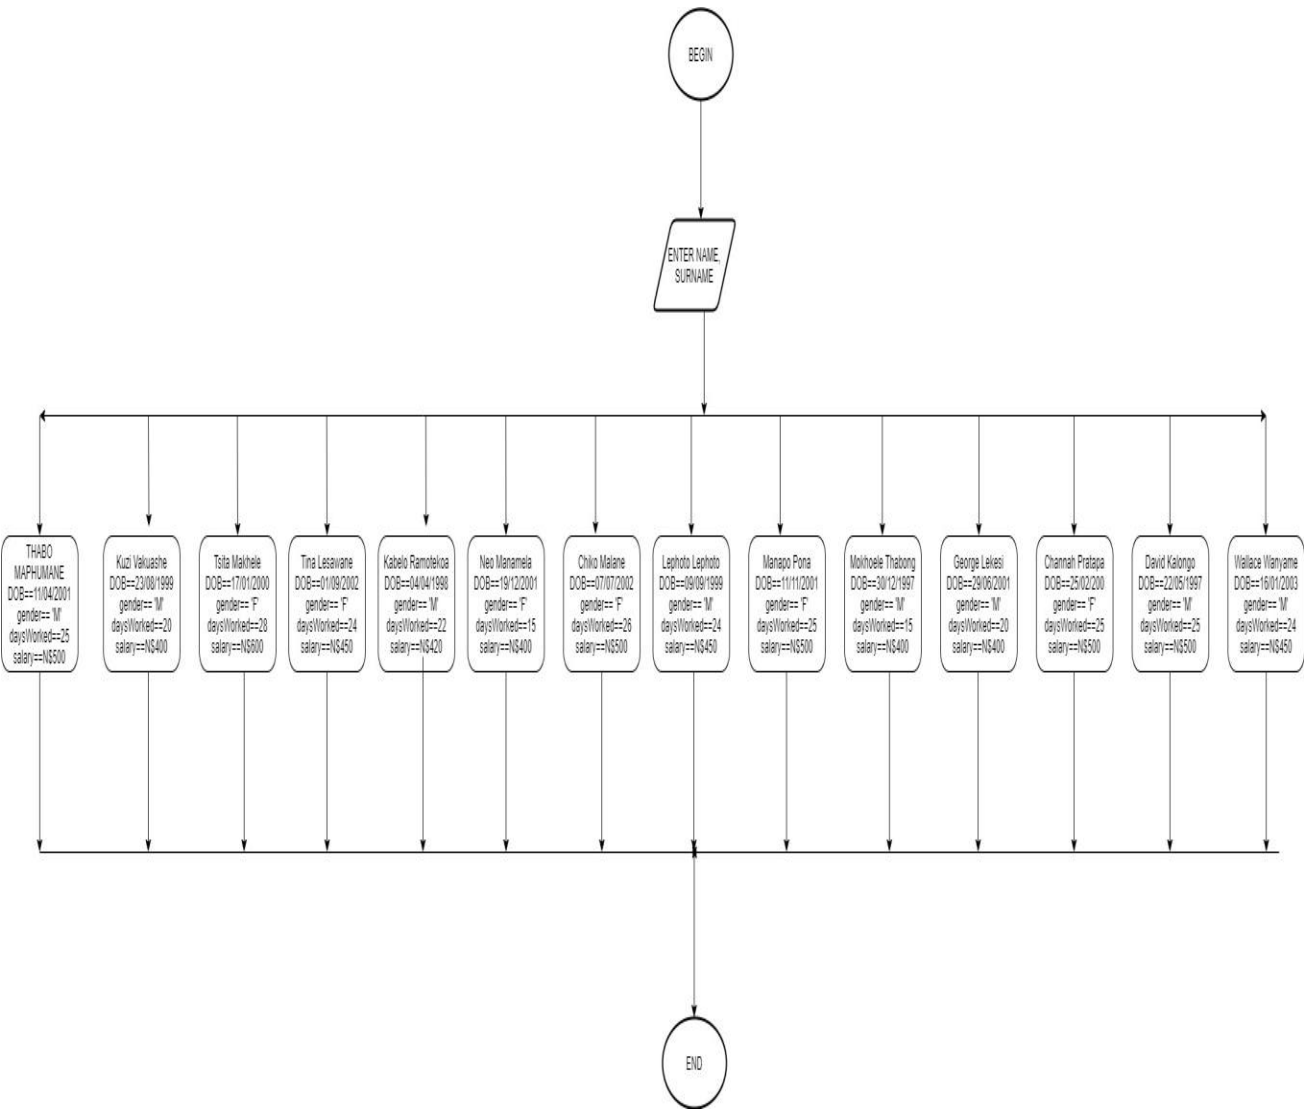 BEGIN
ENTER NAME,
SURNAME
THABO
MAPHUMANE
DOB==11/04/2001
gender== 'M'
daysWorked==25
salary==N$500
Kuzi Vakuashe
DOB==23/08/1999
gender== 'M'
daysWorked==20
salary==N$400
Tsita Makhele
DOB==17/01/2000
gender== 'F'
daysWorked==28
salary==N$600
Tina Lesawane
DOB==01/09/2002
gender== 'F'
daysWorked==24
salary==N$450
Kabelo Ramotekoa
DOB==04/04/1998
gender== 'M'
daysWorked==22
salary==N$420
Neo Manamela
DOB==19/12/2001
gender== 'F'
daysWorked==15
salary==N$400
Chiko Malane
DOB==07/07/2002
gender== 'F'
daysWorked==26
salary==N$500
Lephoto Lephoto
DOB==09/09/1999
gender== 'M'
daysWorked==24
salary==N$450
Manapo Pona
DOB==11/11/2001
gender== 'F'
daysWorked==25
salary==N$500
Mokhoele Thabong
DOB==30/12/1997
gender== 'M'
daysWorked==15
salary==N$400
George Lekesi
DOB==29/06/2001
gender== 'M'
daysWorked==20
salary==N$400
Channah Pratapa
DOB==25/02/200
gender== 'F'
daysWorked==25
salary==N$500
David Kalongo
DOB==22/05/1997
gender== 'M'
daysWorked==25
salary==N$500
Wallace Wanyame
DOB==16/01/2003
gender== 'M'
daysWorked==24
salary==N$450
END